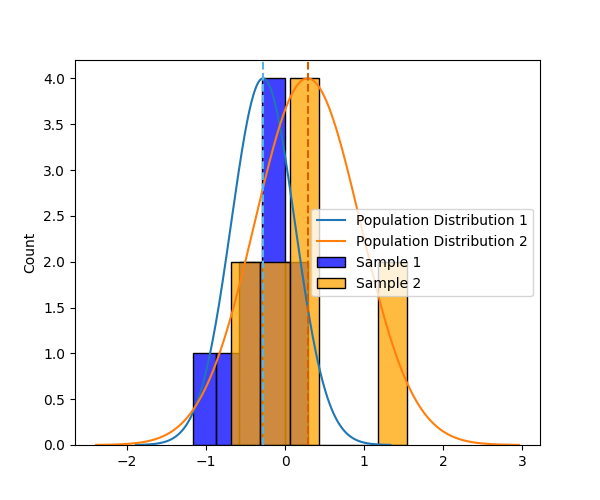 4.0
3.5
3.0
2.5
2.0
1.5
1.0
0.5
0.0
Count
Population Distribution 1
Population Distribution 2
Sample 1
Sample 2
−2 −1 0 1 2 3